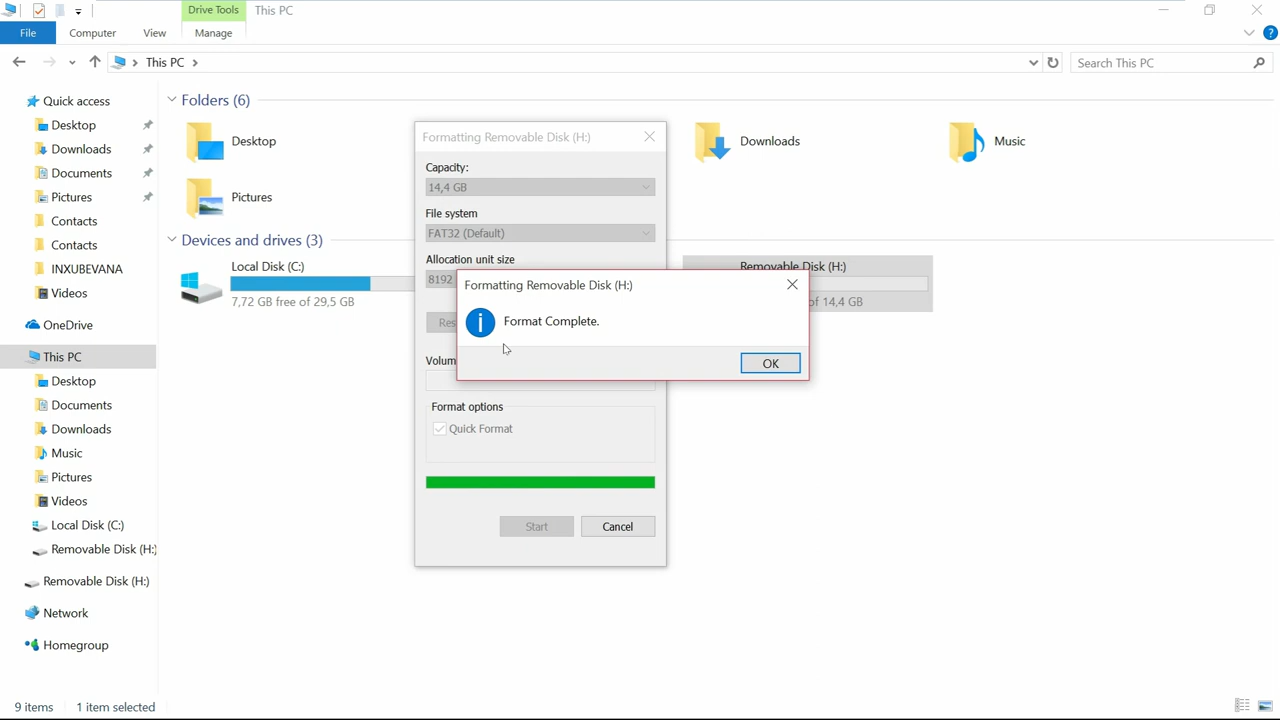 Drive Tools
This PC
File
Computer
View
Manage
This PC
Search This PC
Quick access
Desktop
Downloads
Documents
Pictures
Contacts
Contacts
INXUBEVANA
Videos
OneDrive
This PC
Desktop
Documents
Downloads
Music
Pictures
Videos
Local Disk (C:)
Removable Disk (H:)
Removable Disk (H:)
Network
Homegroup
Folders (6)
Desktop
Downloads
Music
Pictures
Devices and drives (3)
Local Disk (C:)
7,72 GB free of 29,5 GB
Removable Disk (H:)
of 14,4 GB
Formatting Removable Disk (H:)
Capacity:
14,4 GB
File system
FAT32 (Default)
Allocation unit size
8192
Res
Volum
Format options
Quick Format
Start
Cancel
Formatting Removable Disk (H:)
Format Complete.
OK
9 items
1 item selected